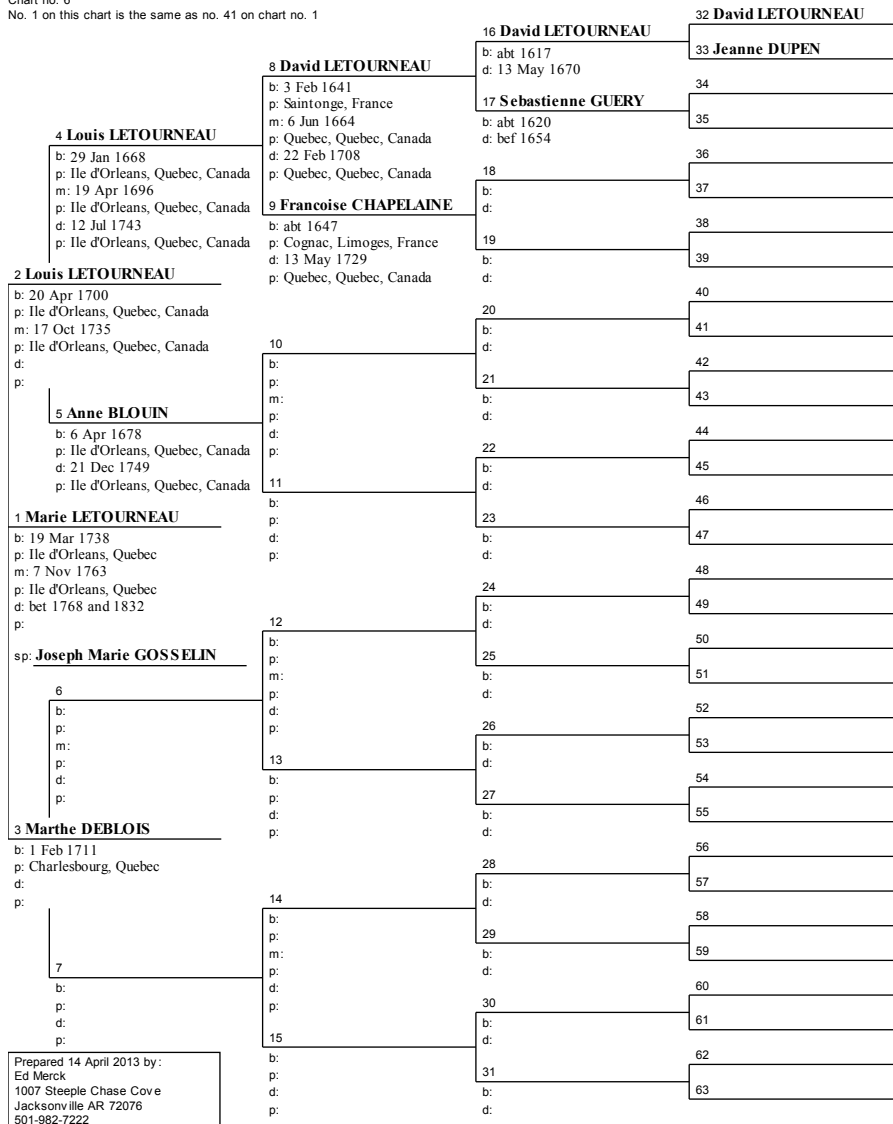 Chart no. 6
No. 1 on this chart is the same as no. 41 on chart no. 1
32 David LETOURNEAU
16 David LETOURNEAU
b: abt 1617
d: 13 May 1670
33 Jeanne DUPEN
8 David LETOURNEAU
b: 3 Feb 1641
p: Saintonge, France
m: 6 Jun 1664
p: Quebec, Quebec, Canada
d: 22 Feb 1708
p: Quebec, Quebec, Canada
34
17 Sebastienne GUERY
b: abt 1620
d: bef 1654
35
4 Louis LETOURNEAU
b: 29 Jan 1668
p: Ile d'Orleans, Quebec, Canada
m: 19 Apr 1696
p: Ile d'Orleans, Quebec, Canada
d: 12 Jul 1743
p: Ile d'Orleans, Quebec, Canada
36
18
b:
d:
37
9 Francoise CHAPELAINE
b: abt 1647
p: Cognac, Limoges, France
d: 13 May 1729
p: Quebec, Quebec, Canada
38
19
b:
d:
39
2 Louis LETOURNEAU
b: 20 Apr 1700
p: Ile d'Orleans, Quebec, Canada
m: 17 Oct 1735
p: Ile d'Orleans, Quebec, Canada
d:
p:
40
20
b:
d:
41
10
b:
p:
m:
p:
d:
p:
42
21
b:
d:
43
5 Anne BLOUIN
b: 6 Apr 1678
p: Ile d'Orleans, Quebec, Canada
d: 21 Dec 1749
p: Ile d'Orleans, Quebec, Canada
44
22
b:
d:
45
11
b:
p:
d:
p:
46
23
b:
d:
47
1 Marie LETOURNEAU
b: 19 Mar 1738
p: Ile d'Orleans, Quebec
m: 7 Nov 1763
p: Ile d'Orleans, Quebec
d: bet 1768 and 1832
p:
48
24
b:
d:
49
12
b:
p:
m:
p:
d:
p:
50
25
b:
d:
51
sp: Joseph Marie GOSSELIN
6
b:
p:
m:
p:
d:
p:
52
26
b:
d:
53
13
b:
p:
d:
p:
54
27
b:
d:
55
3 Marthe DEBLOIS
b: 1 Feb 1711
p: Charlesbourg, Quebec
d:
p:
56
28
b:
d:
57
14
b:
p:
m:
p:
d:
p:
58
29
b:
d:
59
7
b:
p:
d:
p:
60
30
b:
d:
61
15
b:
p:
d:
p:
62
31
b:
d:
63
Prepared 14 April 2013 by:
Ed Merck
1007 Steeple Chase Cove
Jacksonville AR 72076
501-982-7222